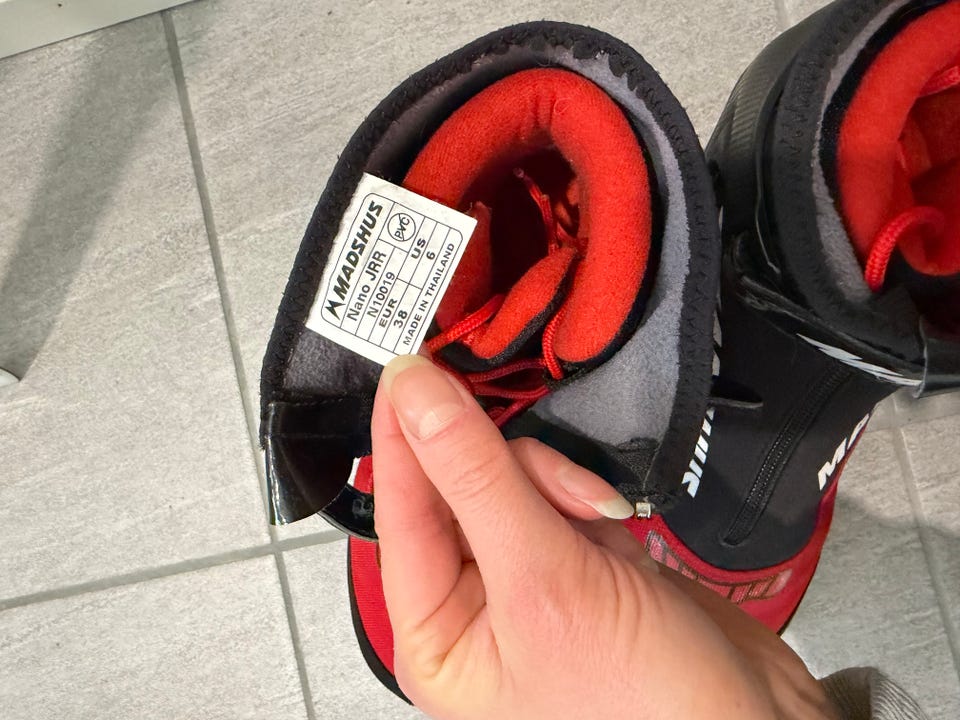 MADSHUS
Nano JRR PVC
N10019
EUR US
38 6
MADE IN THAILAND